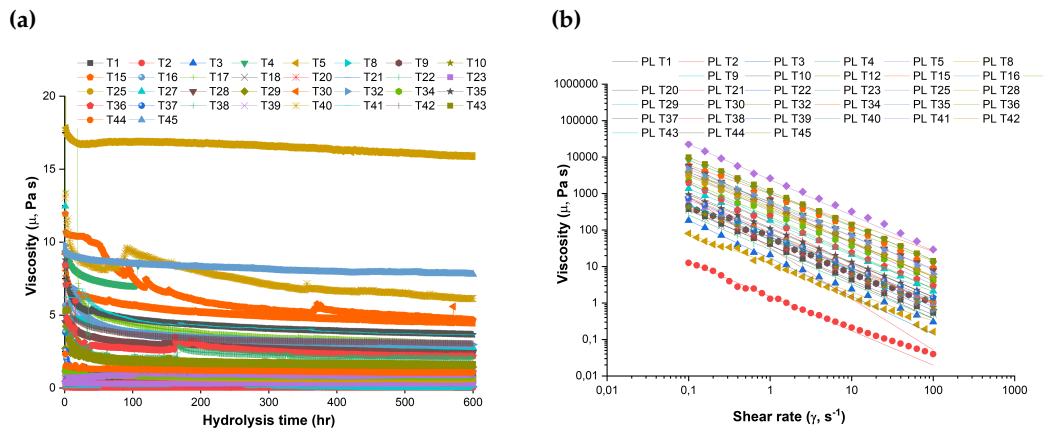 (a)
(b)
T1 T2 T3 T4 T5 T8 T9 T10
T15 T16 T17 T18 T20 T21 T22 T23
T25 T27 T28 T29 T30 T32 T34 T35
T36 T37 T38 T39 T40 T41 T42 T43
T44 T45
20
15
10
5
0
Viscosity (μ, Pa s)
0 100 200 300 400 500 600
Hydrolysis time (hr)
PL T1 PL T2 PL T3 PL T4 PL T5 PL T8
PL T9 PL T10 PL T12 PL T15 PL T16
PL T20 PL T21 PL T22 PL T23 PL T25 PL T28
PL T29 PL T30 PL T32 PL T34 PL T35 PL T36
PL T37 PL T38 PL T39 PL T40 PL T41 PL T42
PL T43 PL T44 PL T45
1000000
100000
10000
1000
100
10
1
0,1
0,01
Viscosity (μ, Pa s)
0,1 1 10 100 1000
Shear rate (γ, s⁻¹)